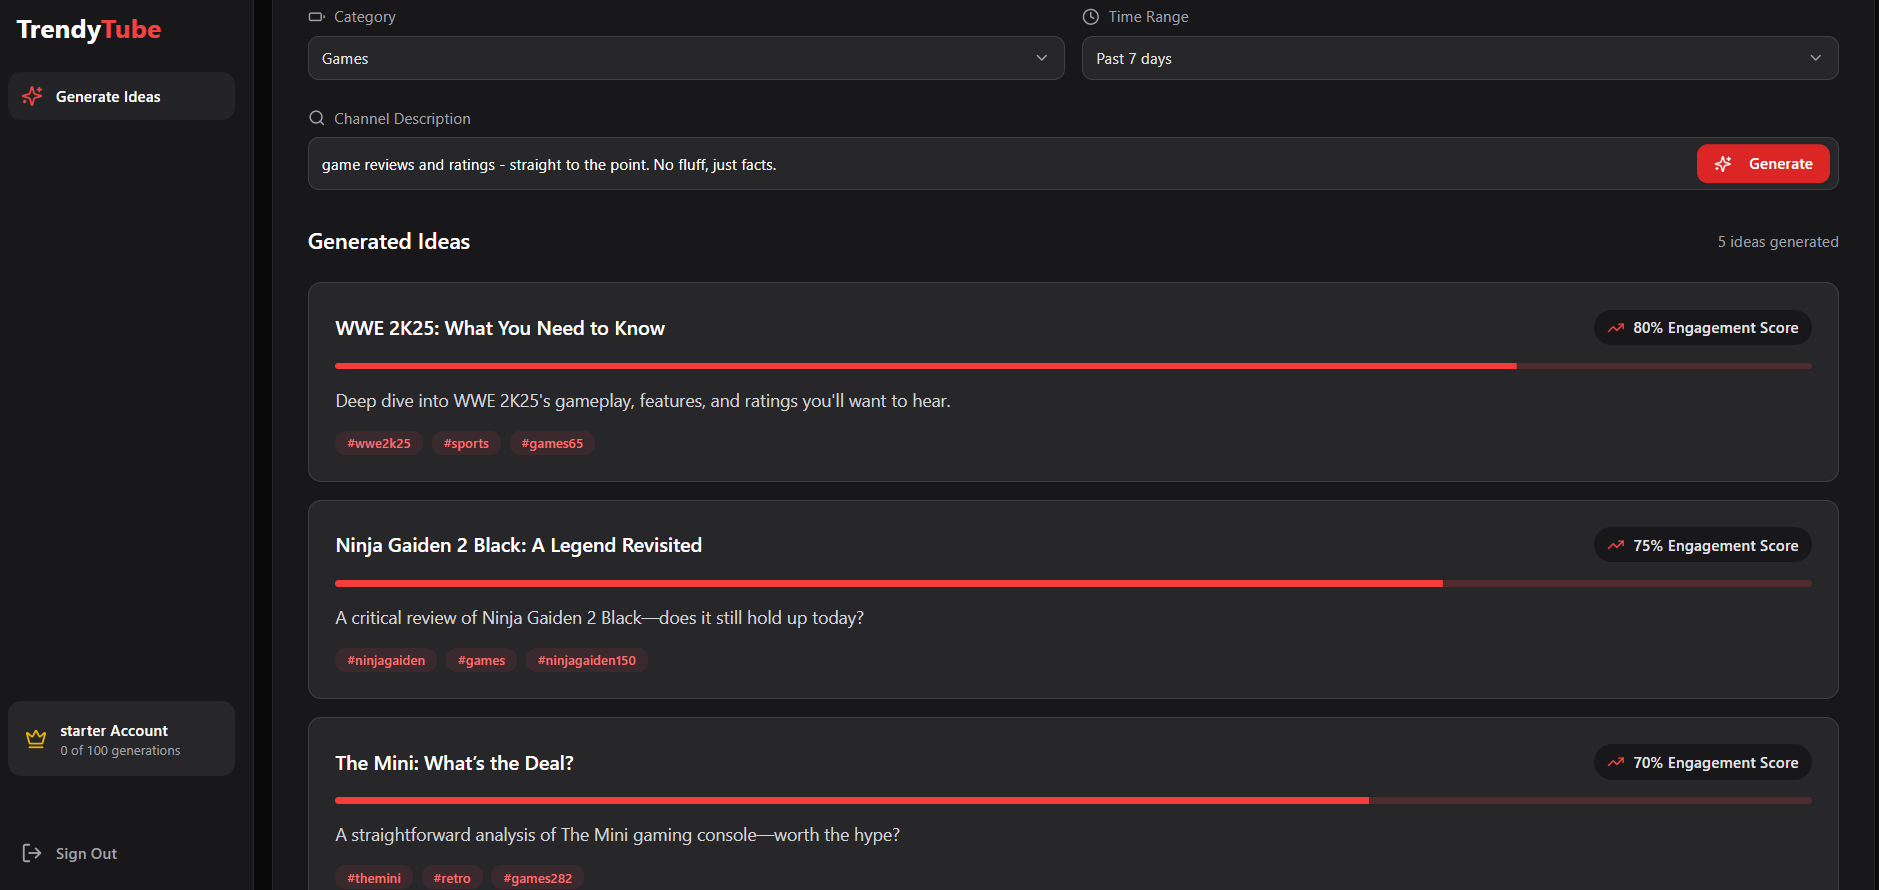 TrendyTube
Generate Ideas
Category
Games
Time Range
Past 7 days
Channel Description
game reviews and ratings - straight to the point. No fluff, just facts.
Generate
Generated Ideas
5 ideas generated
WWE 2K25: What You Need to Know
80% Engagement Score
Deep dive into WWE 2K25's gameplay, features, and ratings you'll want to hear.
#wwe2k25 #sports #games65
Ninja Gaiden 2 Black: A Legend Revisited
75% Engagement Score
A critical review of Ninja Gaiden 2 Black—does it still hold up today?
#ninjagaiden #games #ninjagaiden150
The Mini: What’s the Deal?
70% Engagement Score
A straightforward analysis of The Mini gaming console—worth the hype?
#themini #retro #games282
starter Account
0 of 100 generations
Sign Out